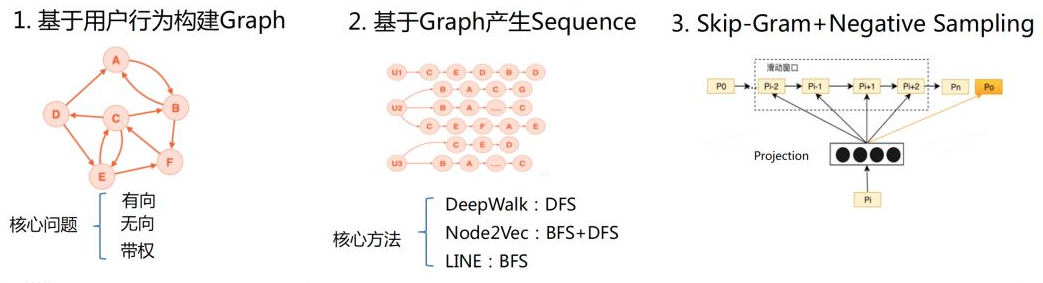 1. 基于用户行为构建Graph
A
B
C
D
E
F
核心问题
有向
无向
带权
2. 基于Graph产生Sequence
U1 C E D B D
B A C G
U2 B A .... C
C E F A E
C E D
U3 B A .... C
核心方法
DeepWalk：DFS
Node2Vec：BFS+DFS
LINE：BFS
3. Skip-Gram+Negative Sampling
滑动窗口
P0 Pi-2 Pi-1 Pi+1 Pi+2 Pn Po
Projection
Pi